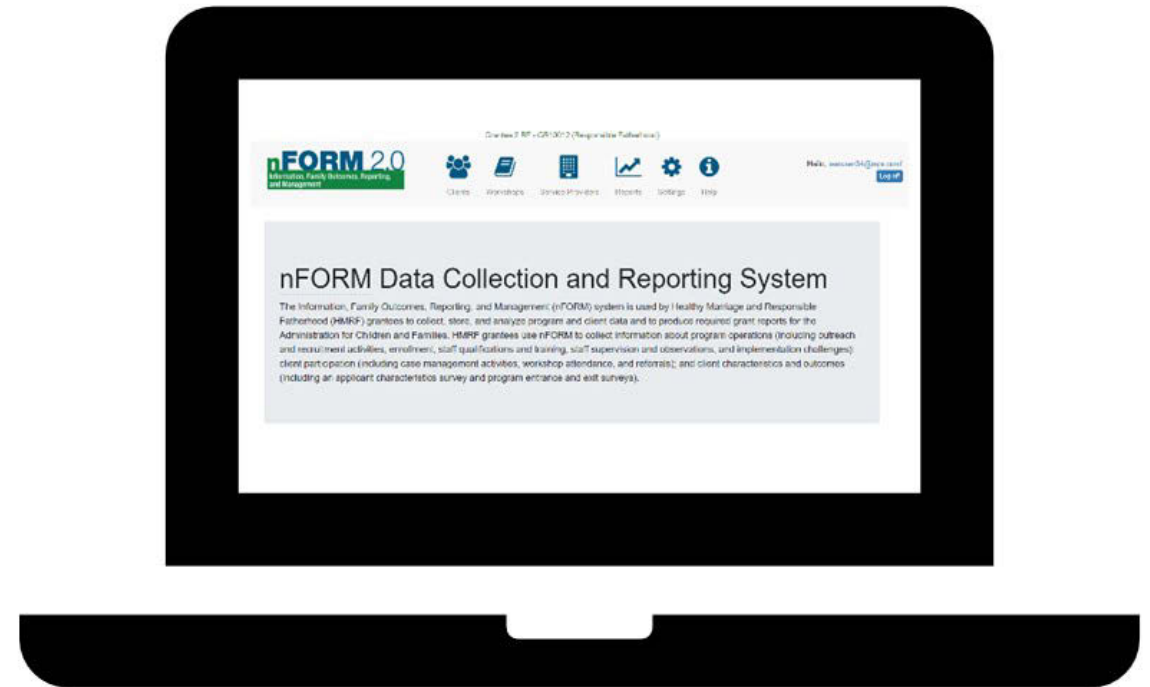 (Responsible Fatherhood)
nFORM 2.0
Information, Family Outcomes, Reporting,
and Management
Clients Workshops Service Providers Reports Settings Help
Hello,
Log off
nFORM Data Collection and Reporting System
The Information, Family Outcomes, Reporting, and Management (nFORM) system is used by Healthy Marriage and Responsible
Fatherhood (HMRF) grantees to collect, store, and analyze program and client data and to produce required grant reports for the
Administration for Children and Families. HMRF grantees use nFORM to collect information about program operations (including outreach
and recruitment activities, enrollment, staff qualifications and training, staff supervision and observations, and implementation challenges);
client participation (including case management activities, workshop attendance, and referrals); and client characteristics and outcomes
(including an applicant characteristics survey and program entrance and exit surveys).